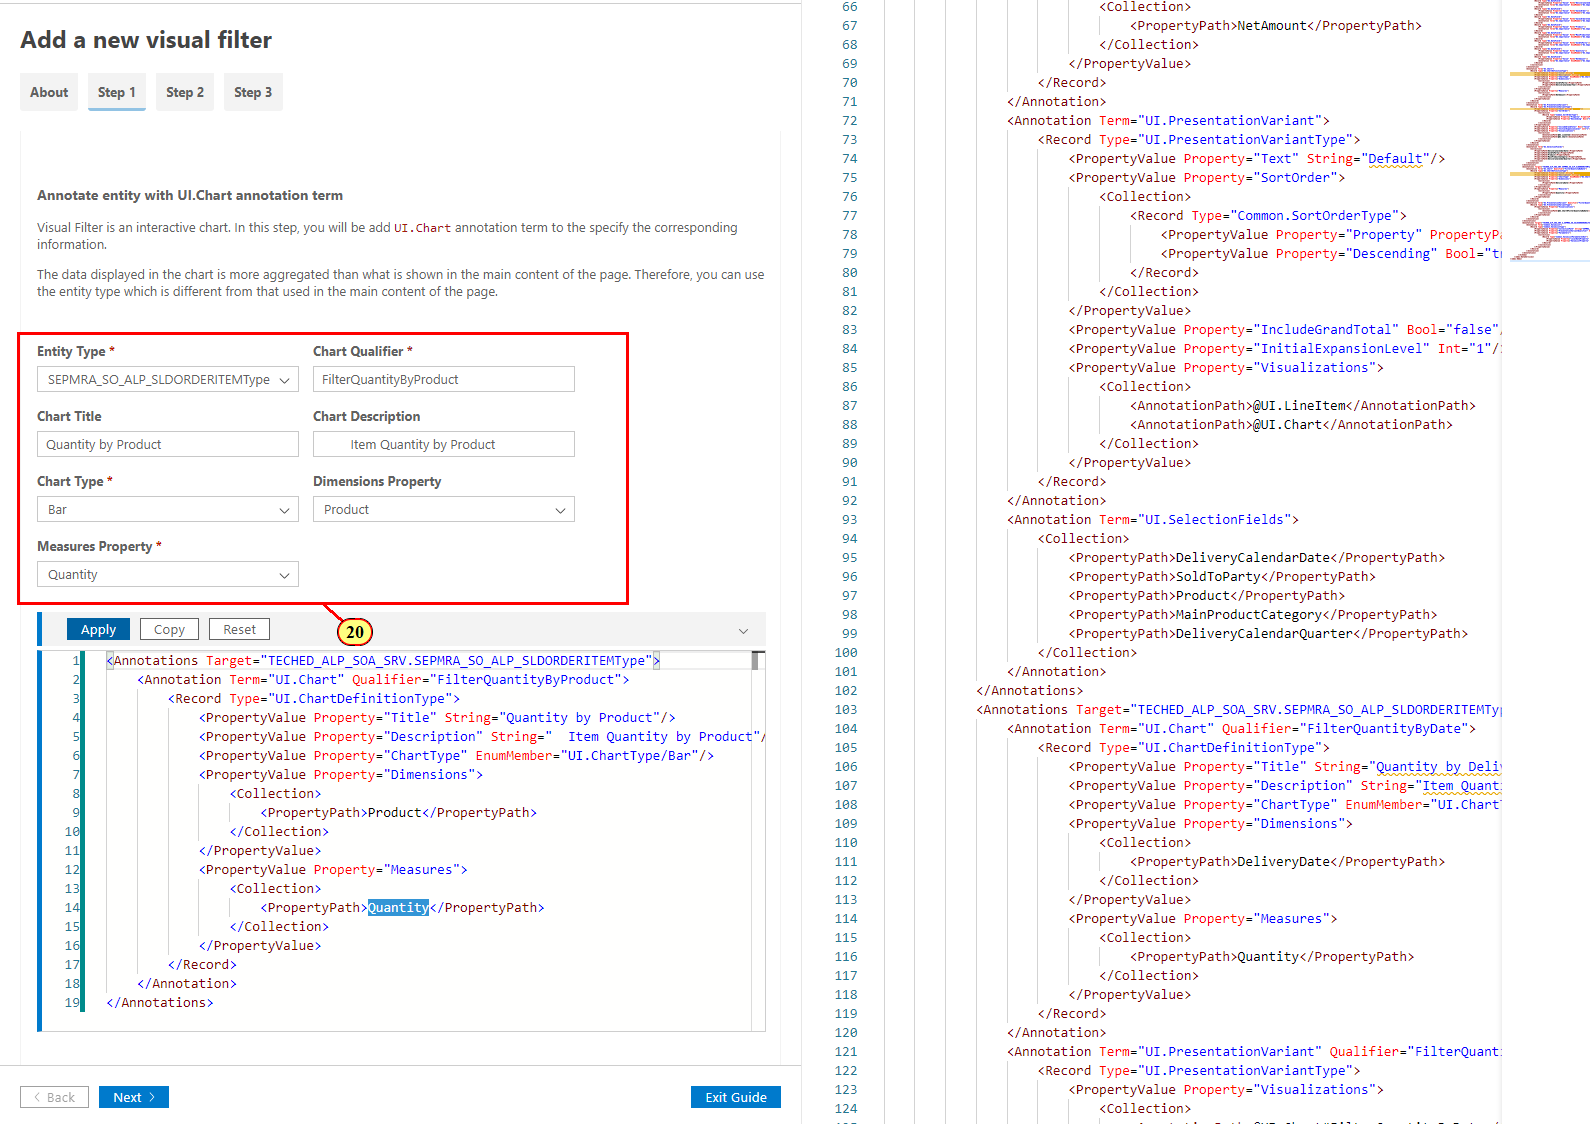 Add a new visual filter
About
Step 1
Step 2
Step 3
Annotate entity with UI.Chart annotation term
Visual Filter is an interactive chart. In this step, you will be add UI.Chart annotation term to the specify the corresponding
information.
The data displayed in the chart is more aggregated than what is shown in the main content of the page. Therefore, you can use
the entity type which is different from that used in the main content of the page.
Entity Type *
Chart Qualifier *
SEPMRA_SO_ALP_SLDORDERITEMType
FilterQuantityByProduct
Chart Title
Chart Description
Quantity by Product
Item Quantity by Product
Chart Type *
Dimensions Property
Bar
Product
Measures Property *
Quantity
Apply
Copy
Reset
20
1 <Annotations Target="TECHED_ALP_SOA_SRV.SEPMRA_SO_ALP_SLDORDERITEMType">
2 <Annotation Term="UI.Chart" Qualifier="FilterQuantityByProduct">
3 <Record Type="UI.ChartDefinitionType">
4 <PropertyValue Property="Title" String="Quantity by Product"/>
5 <PropertyValue Property="Description" String="  Item Quantity by Product"/
6 <PropertyValue Property="ChartType" EnumMember="UI.ChartType/Bar"/>
7 <PropertyValue Property="Dimensions">
8 <Collection>
9 <PropertyPath>Product</PropertyPath>
10 </Collection>
11 </PropertyValue>
12 <PropertyValue Property="Measures">
13 <Collection>
14 <PropertyPath>Quantity</PropertyPath>
15 </Collection>
16 </PropertyValue>
17 </Record>
18 </Annotation>
19 </Annotations>
< Back
Next >
Exit Guide
66 <Collection>
67 <PropertyPath>NetAmount</PropertyPath>
68 </Collection>
69 </PropertyValue>
70 </Record>
71 </Annotation>
72 <Annotation Term="UI.PresentationVariant">
73 <Record Type="UI.PresentationVariantType">
74 <PropertyValue Property="Text" String="Default"/>
75 <PropertyValue Property="SortOrder">
76 <Collection>
77 <Record Type="Common.SortOrderType">
78 <PropertyValue Property="Property" PropertyPa
79 <PropertyValue Property="Descending" Bool="tr
80 </Record>
81 </Collection>
82 </PropertyValue>
83 <PropertyValue Property="IncludeGrandTotal" Bool="false"/
84 <PropertyValue Property="InitialExpansionLevel" Int="1"/
85 <PropertyValue Property="Visualizations">
86 <Collection>
87 <AnnotationPath>@UI.LineItem</AnnotationPath>
88 <AnnotationPath>@UI.Chart</AnnotationPath>
89 </Collection>
90 </PropertyValue>
91 </Record>
92 </Annotation>
93 <Annotation Term="UI.SelectionFields">
94 <Collection>
95 <PropertyPath>DeliveryCalendarDate</PropertyPath>
96 <PropertyPath>SoldToParty</PropertyPath>
97 <PropertyPath>Product</PropertyPath>
98 <PropertyPath>MainProductCategory</PropertyPath>
99 <PropertyPath>DeliveryCalendarQuarter</PropertyPath>
100 </Collection>
101 </Annotation>
102 </Annotations>
103 <Annotations Target="TECHED_ALP_SOA_SRV.SEPMRA_SO_ALP_SLDORDERITEMTyp
104 <Annotation Term="UI.Chart" Qualifier="FilterQuantityByDate">
105 <Record Type="UI.ChartDefinitionType">
106 <PropertyValue Property="Title" String="Quantity by Deliv
107 <PropertyValue Property="Description" String="Item Quanti
108 <PropertyValue Property="ChartType" EnumMember="UI.ChartT
109 <PropertyValue Property="Dimensions">
110 <Collection>
111 <PropertyPath>DeliveryDate</PropertyPath>
112 </Collection>
113 </PropertyValue>
114 <PropertyValue Property="Measures">
115 <Collection>
116 <PropertyPath>Quantity</PropertyPath>
117 </Collection>
118 </PropertyValue>
119 </Record>
120 </Annotation>
121 <Annotation Term="UI.PresentationVariant" Qualifier="FilterQuanti
122 <Record Type="UI.PresentationVariantType">
123 <PropertyValue Property="Visualizations">
124 <Collection>